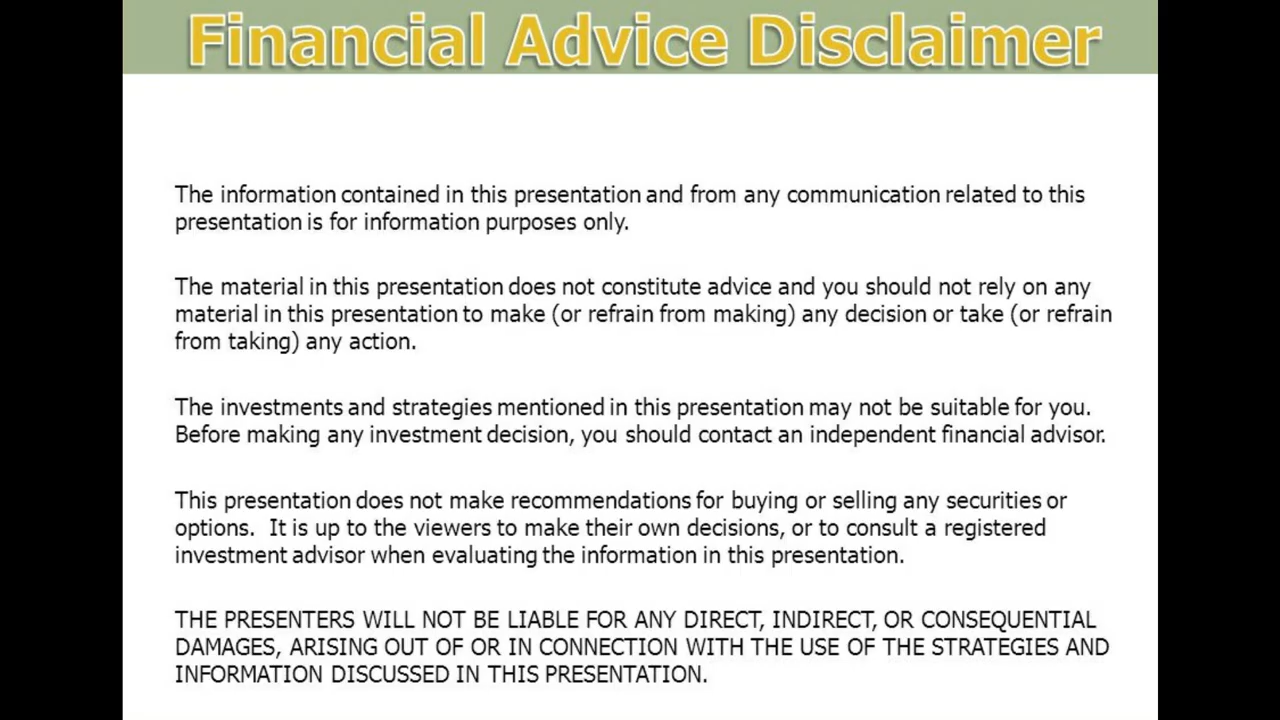 Financial Advice Disclaimer
The information contained in this presentation and from any communication related to this
presentation is for information purposes only.
The material in this presentation does not constitute advice and you should not rely on any
material in this presentation to make (or refrain from making) any decision or take (or refrain
from taking) any action.
The investments and strategies mentioned in this presentation may not be suitable for you.
Before making any investment decision, you should contact an independent financial advisor.
This presentation does not make recommendations for buying or selling any securities or
options.  It is up to the viewers to make their own decisions, or to consult a registered
investment advisor when evaluating the information in this presentation.
THE PRESENTERS WILL NOT BE LIABLE FOR ANY DIRECT, INDIRECT, OR CONSEQUENTIAL
DAMAGES, ARISING OUT OF OR IN CONNECTION WITH THE USE OF THE STRATEGIES AND
INFORMATION DISCUSSED IN THIS PRESENTATION.